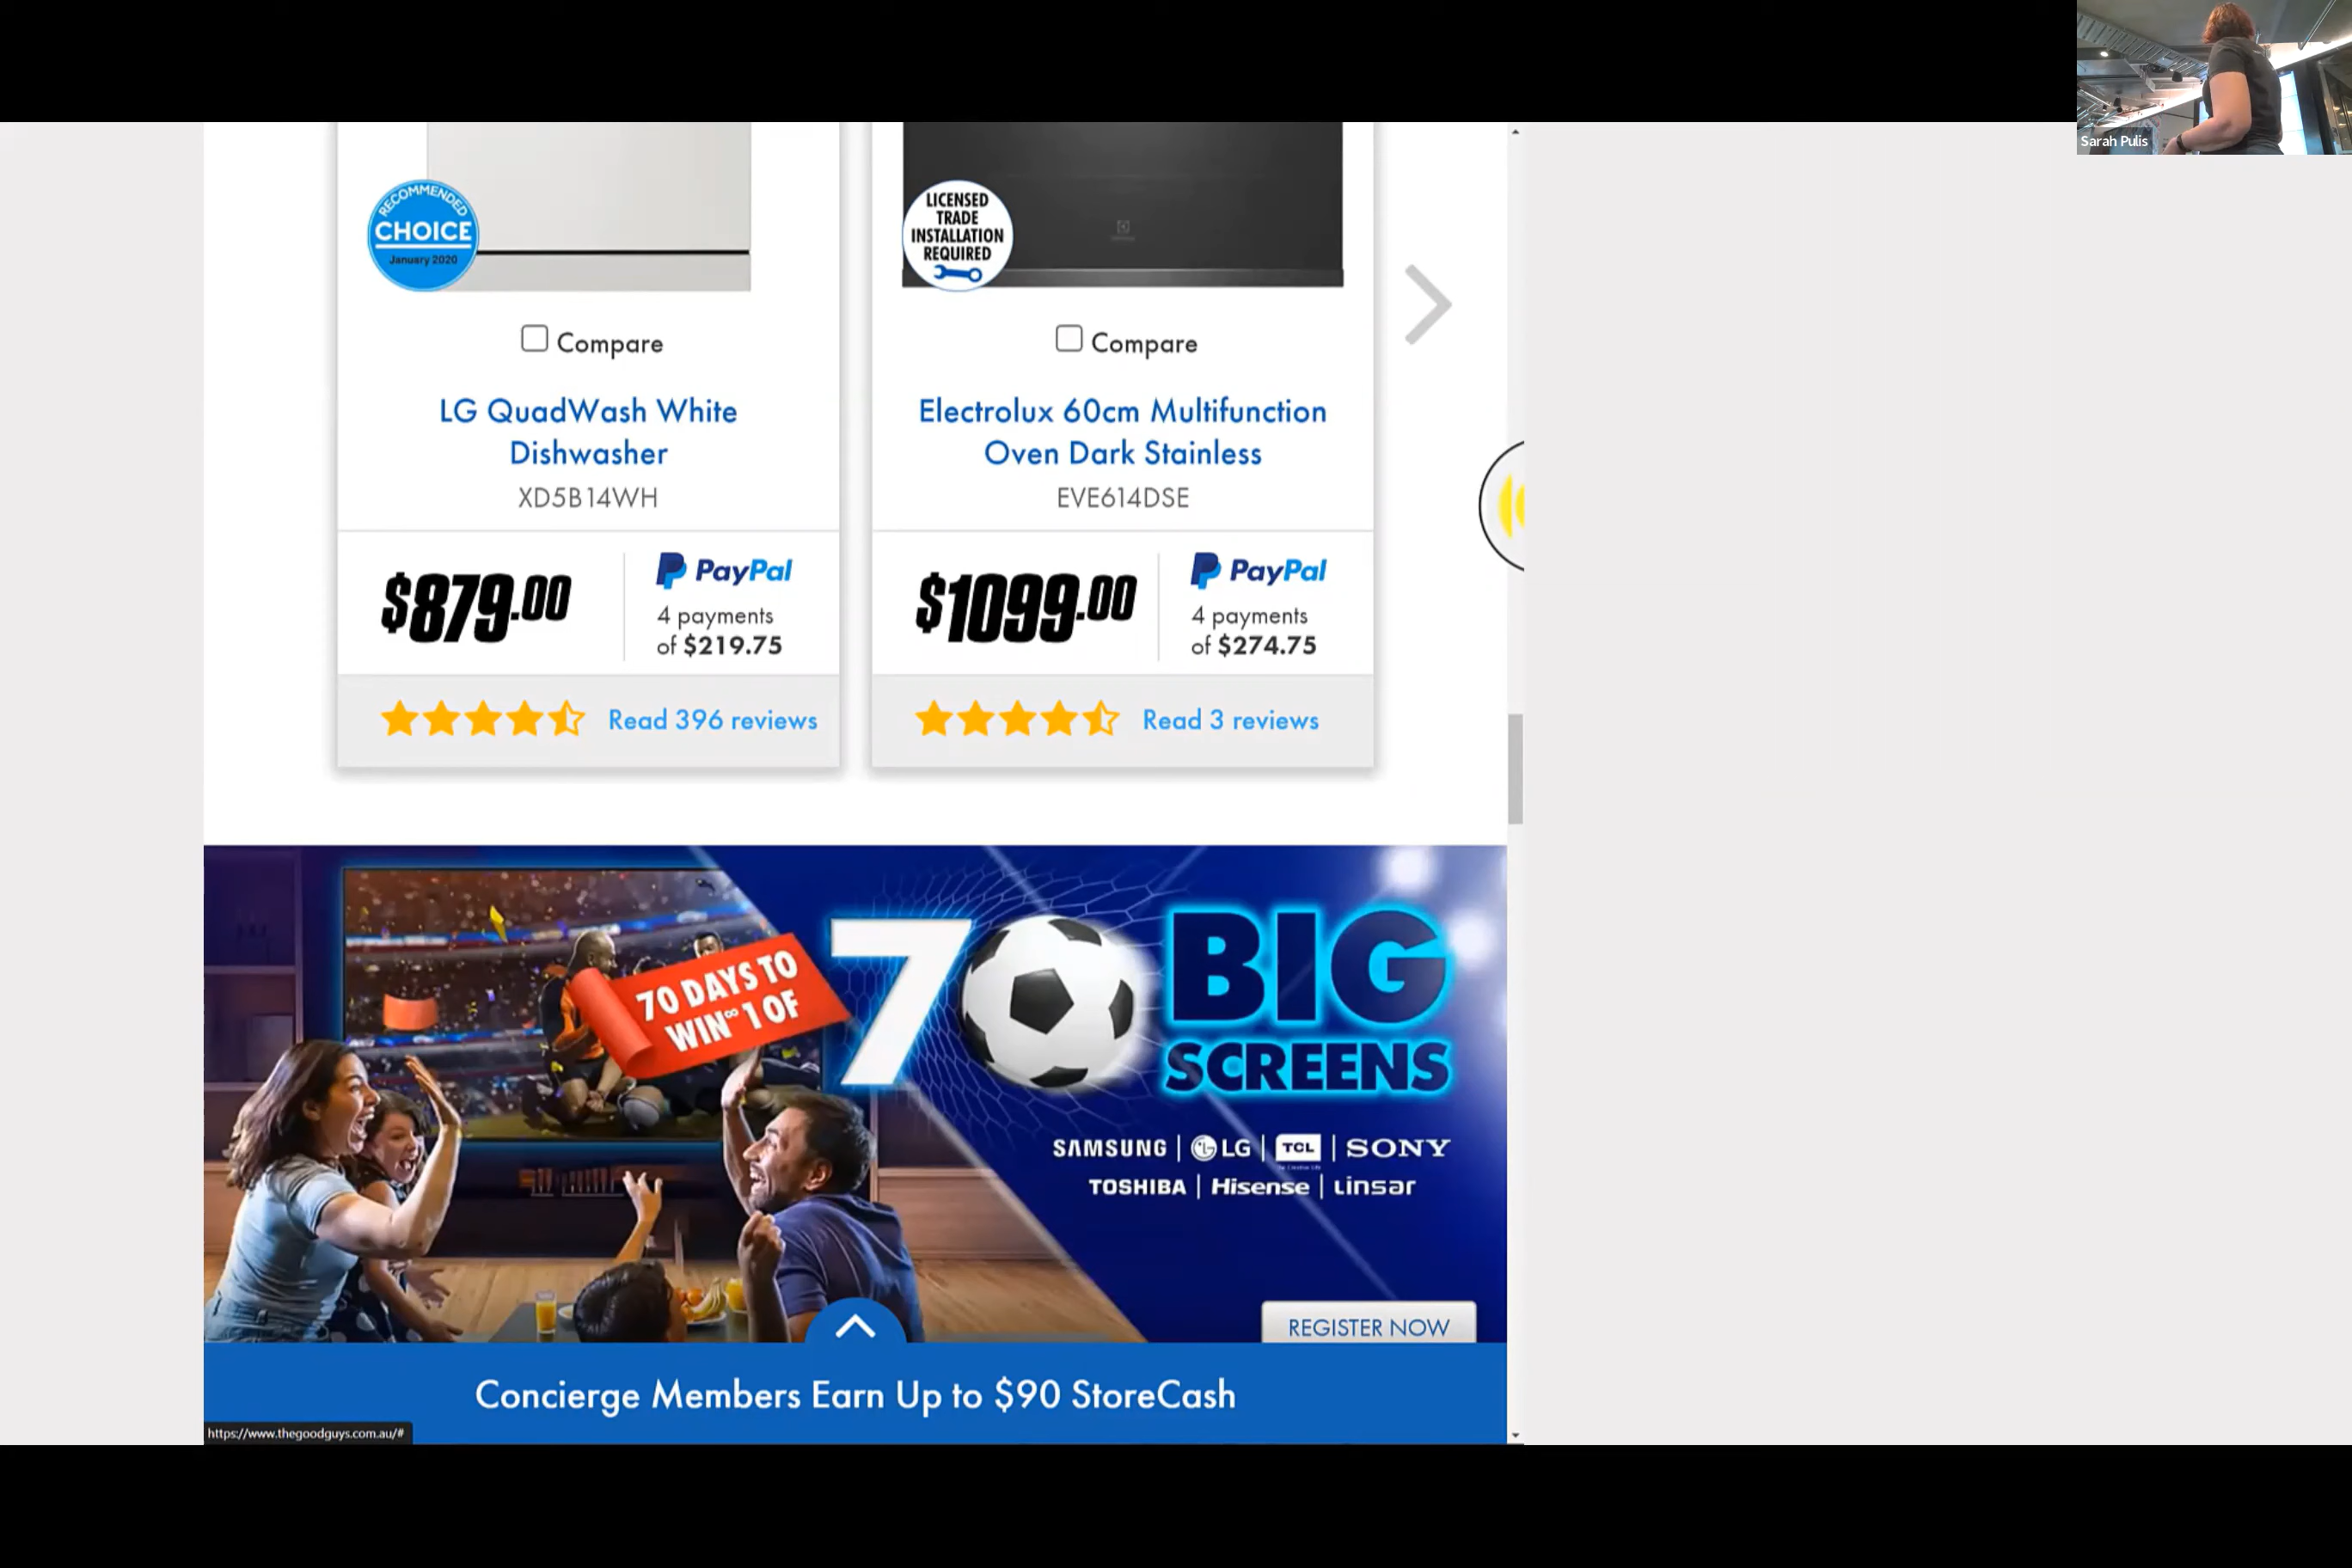 Sarah Pulis
RECOMMENDED
CHOICE
January 2020
LICENSED
TRADE
INSTALLATION
REQUIRED
Compare
Compare
LG QuadWash White
Dishwasher
XD5B14WH
Electrolux 60cm Multifunction
Oven Dark Stainless
EVE614DSE
$879.00
PayPal
4 payments
of $219.75
$1099.00
PayPal
4 payments
of $274.75
Read 396 reviews
Read 3 reviews
70 DAYS TO
WIN∞ 1 OF
70 BIG
SCREENS
SAMSUNG | LG | TCL | SONY
TOSHIBA | Hisense | Linsar
REGISTER NOW
Concierge Members Earn Up to $90 StoreCash
https://www.thegoodguys.com.au/#